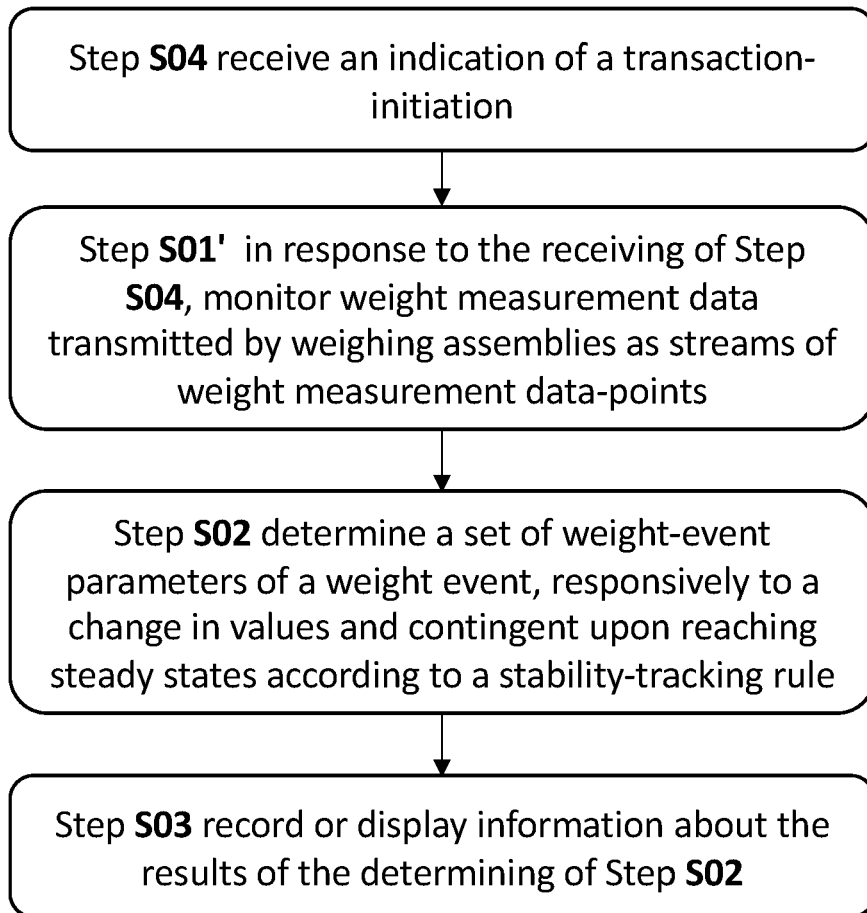 Step S04 receive an indication of a transaction-
initiation
Step S01' in response to the receiving of Step
S04, monitor weight measurement data
transmitted by weighing assemblies as streams of
weight measurement data-points
Step S02 determine a set of weight-event
parameters of a weight event, responsively to a
change in values and contingent upon reaching
steady states according to a stability-tracking rule
Step S03 record or display information about the
results of the determining of Step S02